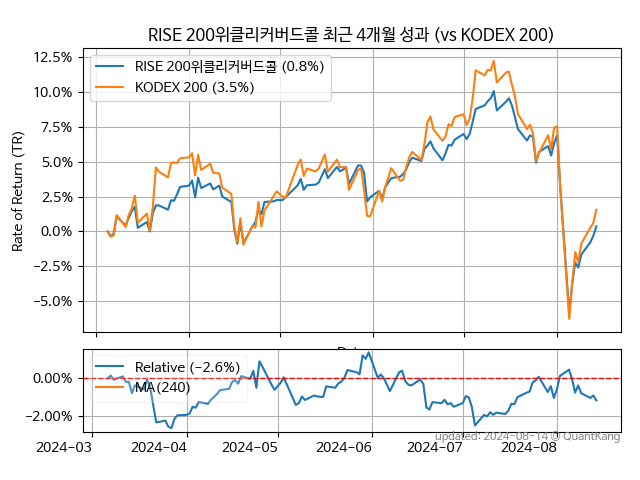 RISE 200위클리커버드콜 최근 4개월 성과 (vs KODEX 200)
RISE 200위클리커버드콜 (0.8%)
KODEX 200 (3.5%)
Rate of Return (TR)
12.5%
10.0%
7.5%
5.0%
2.5%
0.0%
−2.5%
−5.0%
Relative (−2.6%)
MA(240)
0.00%
−2.00%
2024-03
2024-04
2024-05
2024-06
2024-07
2024-08
updated: 2024-08-14 © QuantKang